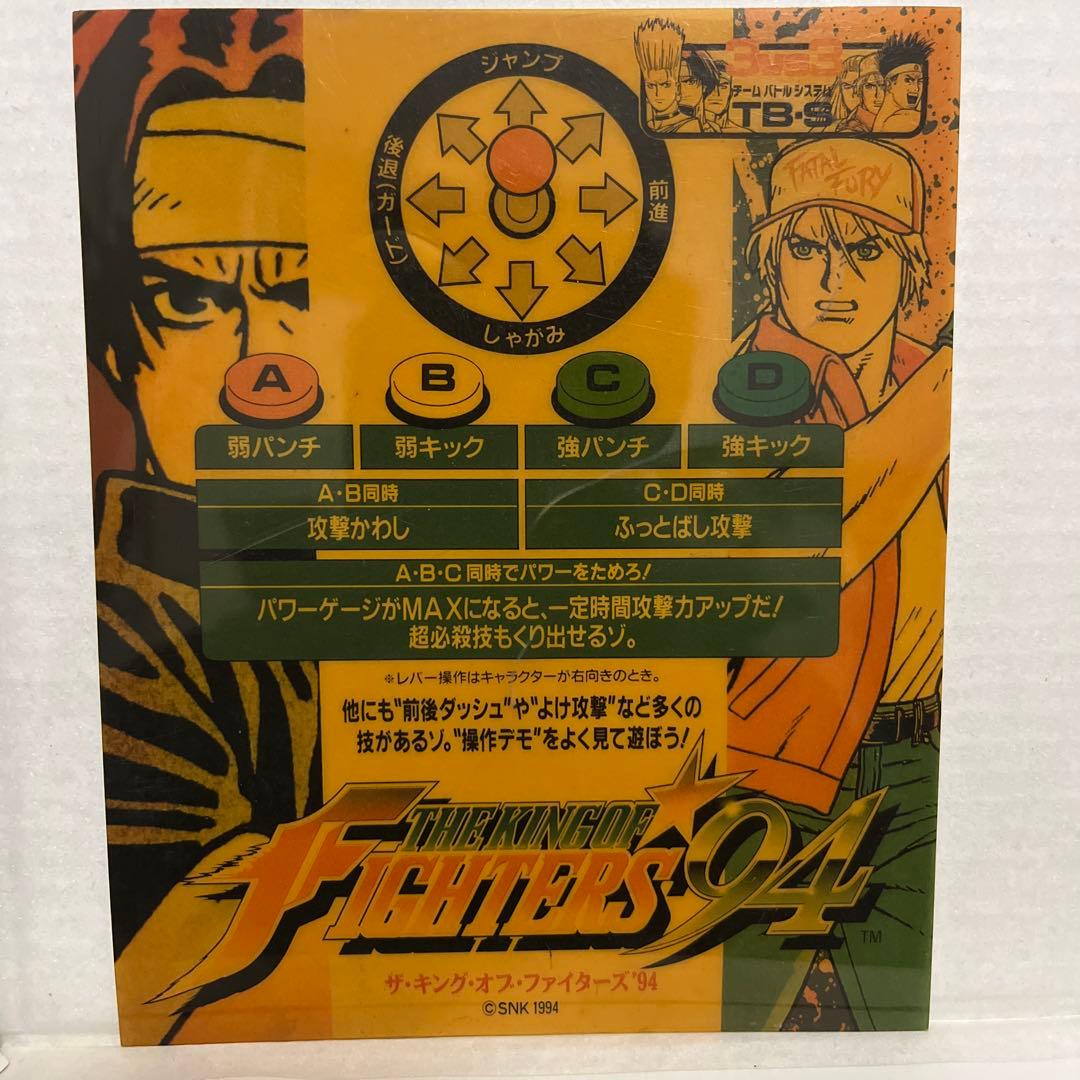 ジャンプ
後退(ガード)
前進
しゃがみ
3 vs 3
チーム バトルシステム
TB・S
FATAL
FURY
A
B
C
D
弱パンチ
弱キック
強パンチ
強キック
A・B同時
攻撃かわし
C・D同時
ふっとばし攻撃
A・B・C 同時でパワーをためろ!
パワーゲージがMAXになると、一定時間攻撃力アップだ!
超必殺技もくり出せるゾ。
※レバー操作はキャラクターが右向きのとき。
他にも"前後ダッシュ"や"よけ攻撃"など多くの
技があるゾ。"操作デモ"をよく見て遊ぼう!
THE KING OF
FIGHTERS '94
TM
ザ・キング・オブ・ファイターズ'94
©SNK 1994